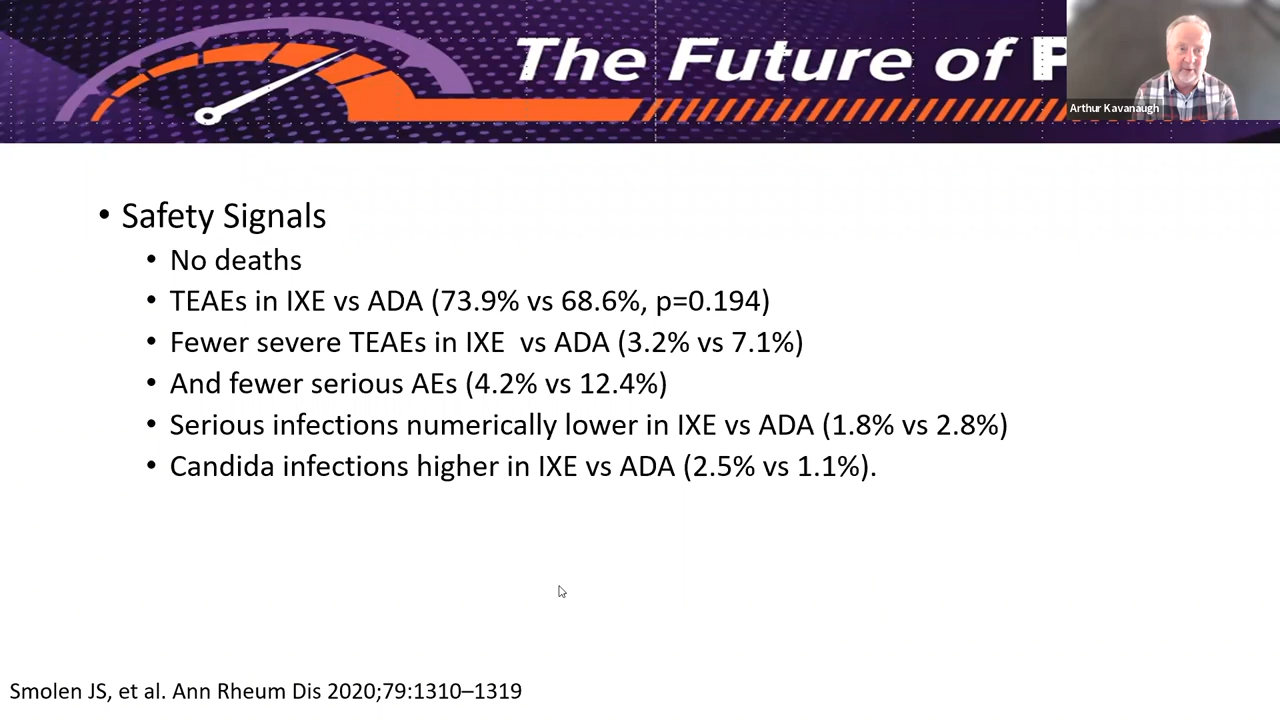 The Future of P
Arthur Kavanaugh
• Safety Signals
• No deaths
• TEAEs in IXE vs ADA (73.9% vs 68.6%, p=0.194)
• Fewer severe TEAEs in IXE  vs ADA (3.2% vs 7.1%)
• And fewer serious AEs (4.2% vs 12.4%)
• Serious infections numerically lower in IXE vs ADA (1.8% vs 2.8%)
• Candida infections higher in IXE vs ADA (2.5% vs 1.1%).
Smolen JS, et al. Ann Rheum Dis 2020;79:1310–1319